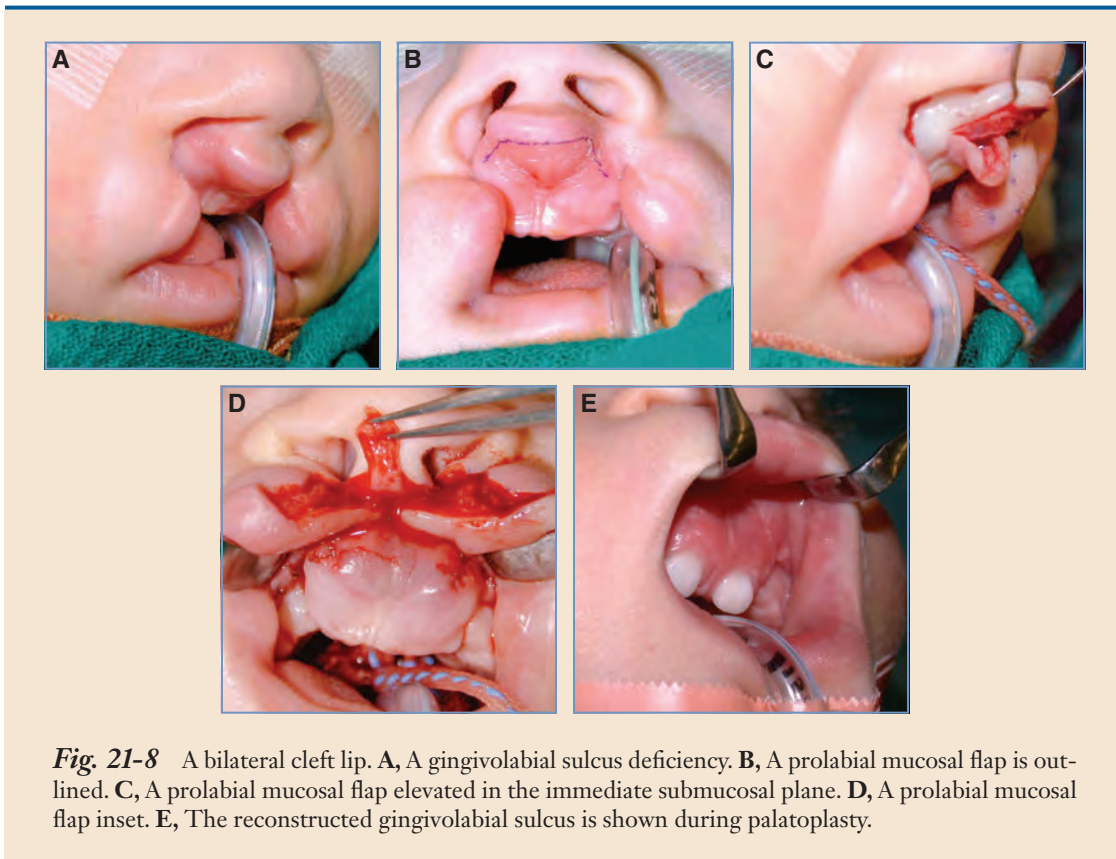 A
B
C
D
E
Fig. 21-8 A bilateral cleft lip. A, A gingivolabial sulcus deficiency. B, A prolabial mucosal flap is out-
lined. C, A prolabial mucosal flap elevated in the immediate submucosal plane. D, A prolabial mucosal
flap inset. E, The reconstructed gingivolabial sulcus is shown during palatoplasty.